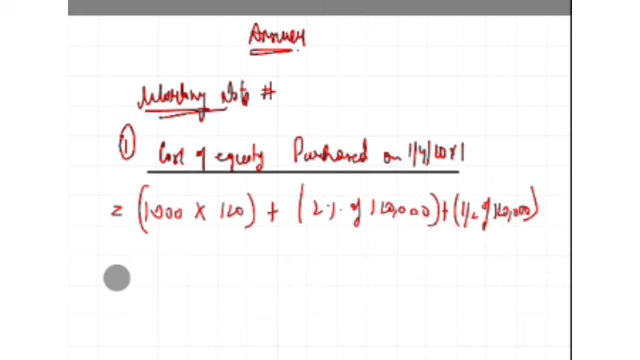 Answer
Working Note #
① Cost of equity Purchased on 1/4/20x1
= (1000 x 120) + (2% of 120,000) + (1/2 of 120,000)